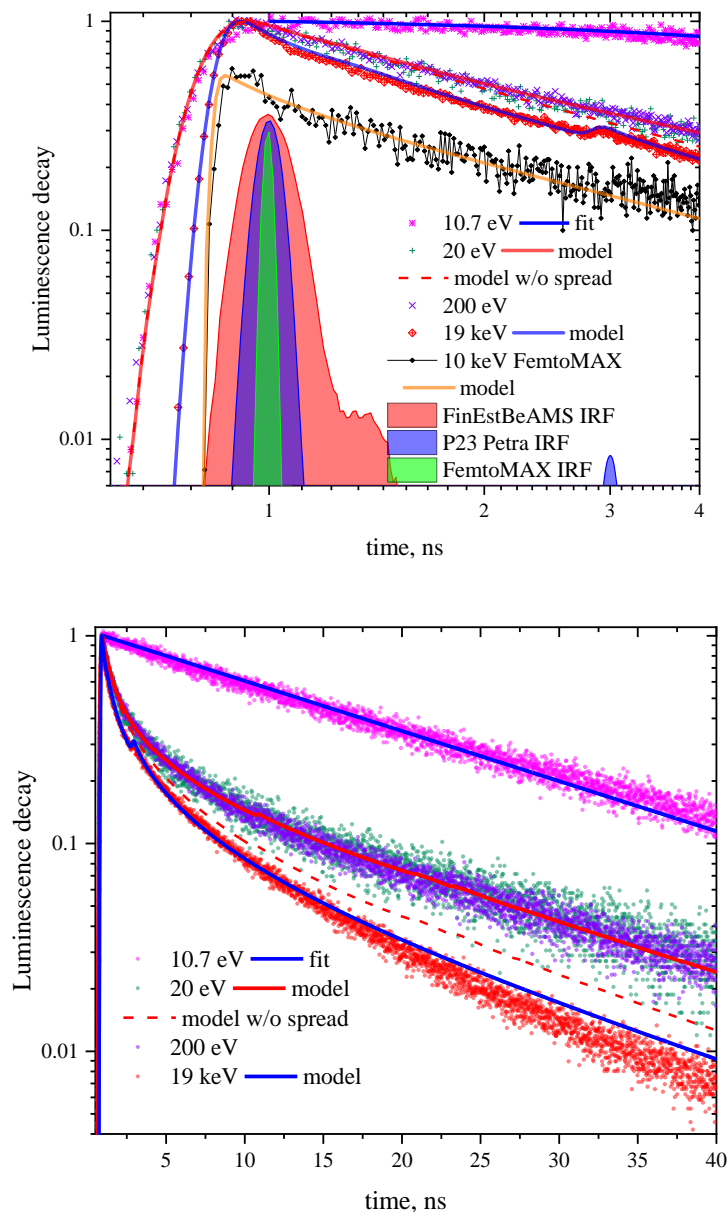 1
0.1
0.01
Luminescence decay
10.7 eV fit
20 eV model
model w/o spread
200 eV
19 keV model
10 keV FemtoMAX
model
FinEstBeAMS IRF
P23 Petra IRF
FemtoMAX IRF
1 2 3 4
time, ns
1
0.1
0.01
Luminescence decay
10.7 eV fit
20 eV model
model w/o spread
200 eV
19 keV model
5 10 15 20 25 30 35 40
time, ns